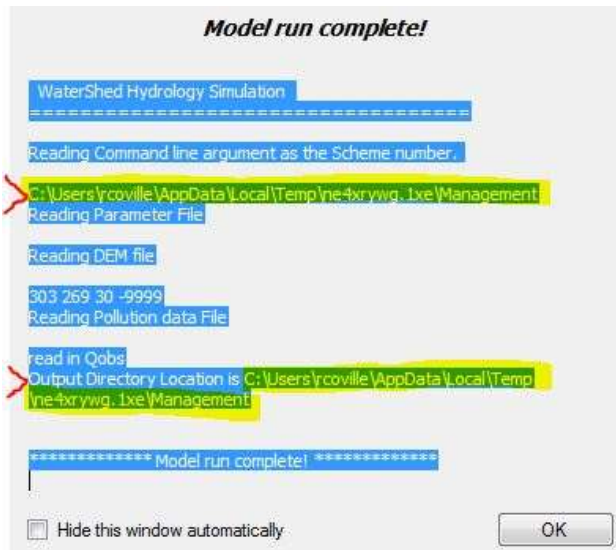 Model run complete!
WaterShed Hydrology Simulation
==================================
Reading Command line argument as the Scheme number.
C:\Users\rcoville\AppData\Local\Temp\ne4xrywg.1xe\Management
Reading Parameter File
Reading DEM file
303 269 30 -9999
Reading Pollution data File
read in Qobs
Output Directory Location is C:\Users\rcoville\AppData\Local\Temp
\ne4xrywg.1xe\Management
************* Model run complete! *************
Hide this window automatically
OK